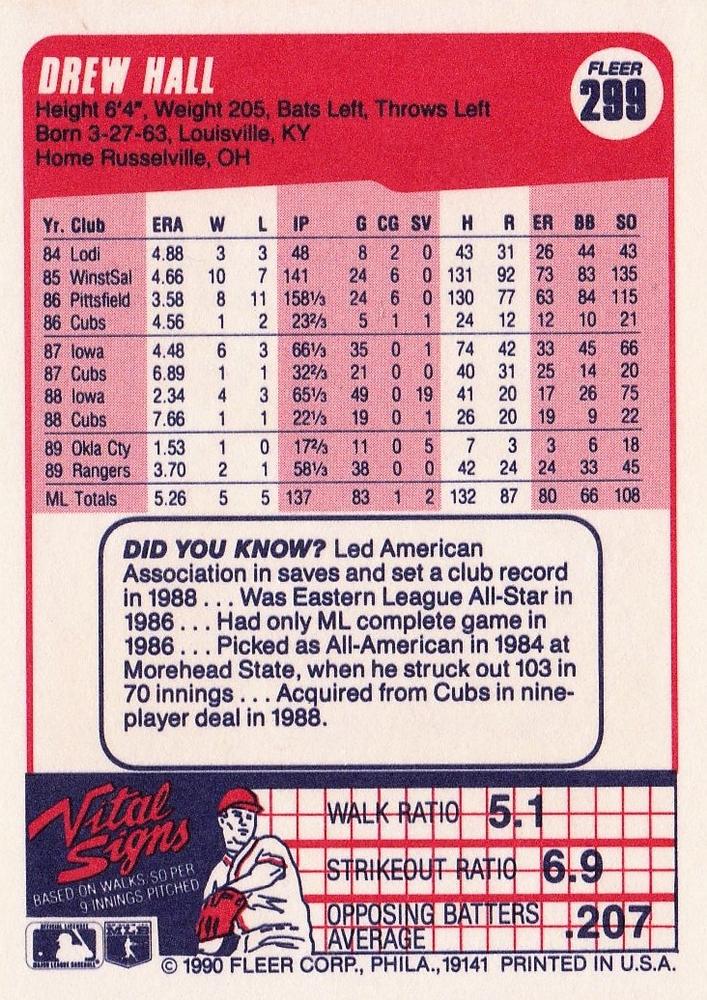 DREW HALL
FLEER
299
Height 6'4", Weight 205, Bats Left, Throws Left
Born 3-27-63, Louisville, KY
Home Russelville, OH
Yr. Club ERA W L IP G CG SV H R ER BB SO
84 Lodi 4.88 3 3 48 8 2 0 43 31 26 44 43
85 WinstSal 4.66 10 7 141 24 6 0 131 92 73 83 135
86 Pittsfield 3.58 8 11 158⅓ 24 6 0 130 77 63 84 115
86 Cubs 4.56 1 2 23⅔ 5 1 1 24 12 12 10 21
87 Iowa 4.48 6 3 66⅓ 35 0 1 74 42 33 45 66
87 Cubs 6.89 1 1 32⅔ 21 0 0 40 31 25 14 20
88 Iowa 2.34 4 3 65⅓ 49 0 19 41 20 17 26 75
88 Cubs 7.66 1 1 22⅓ 19 0 1 26 20 19 9 22
89 Okla Cty 1.53 1 0 17⅔ 11 0 5 7 3 3 6 18
89 Rangers 3.70 2 1 58⅓ 38 0 0 42 24 24 33 45
ML Totals 5.26 5 5 137 83 1 2 132 87 80 66 108
DID YOU KNOW? Led American
Association in saves and set a club record
in 1988 . . . Was Eastern League All-Star in
1986 . . . Had only ML complete game in
1986 . . . Picked as All-American in 1984 at
Morehead State, when he struck out 103 in
70 innings . . . Acquired from Cubs in nine-
player deal in 1988.
Vital
Signs
BASED ON WALKS, SO PER
9 INNINGS PITCHED
WALK RATIO 5.1
STRIKEOUT RATIO 6.9
OPPOSING BATTERS
AVERAGE .207
© 1990 FLEER CORP., PHILA., 19141 PRINTED IN U.S.A.